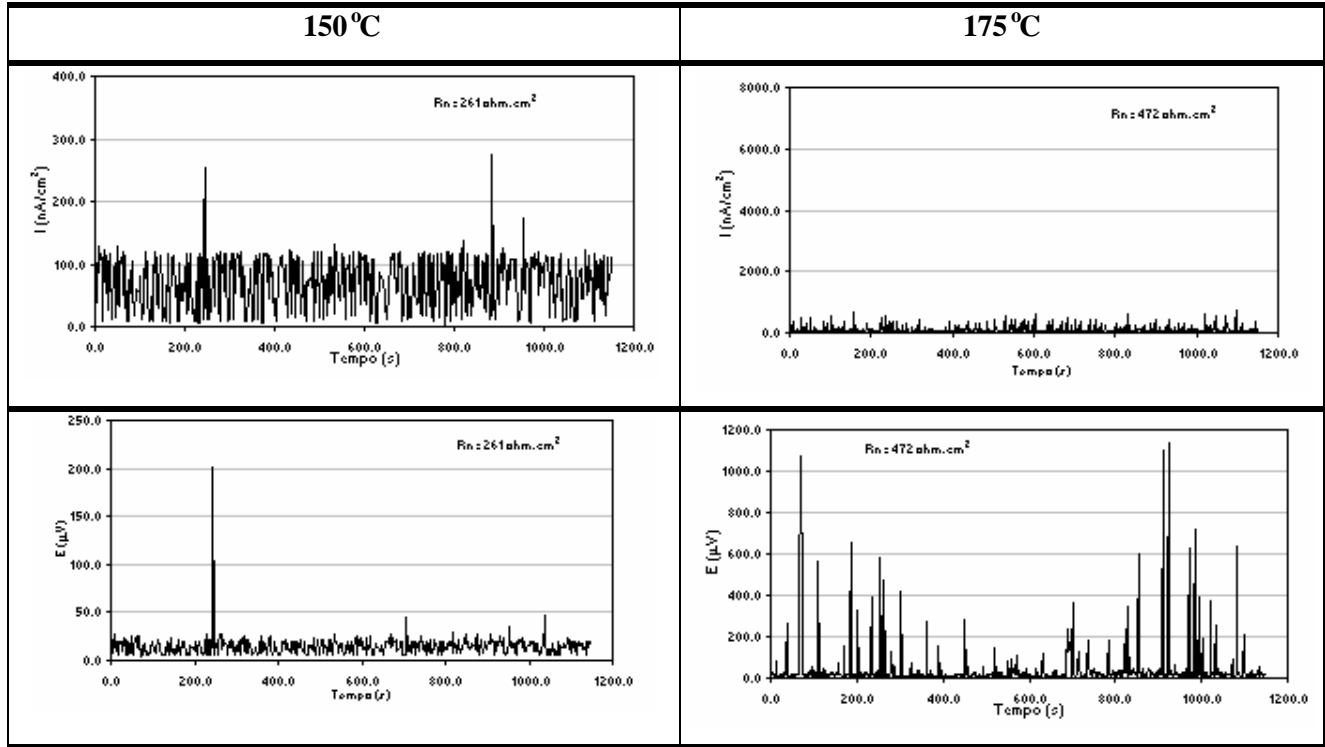 150 °C
175 °C
400.0
300.0
200.0
100.0
0.0
I (nA/cm²)
Rn = 261 ohm.cm²
0.0 200.0 400.0 600.0 800.0 1000.0 1200.0
Tempo (s)
8000.0
6000.0
4000.0
2000.0
0.0
I (nA/cm²)
Rn = 472 ohm.cm²
0.0 200.0 400.0 600.0 800.0 1000.0 1200.0
Tempo (s)
250.0
200.0
150.0
100.0
50.0
0.0
E (µV)
Rn = 261 ohm.cm²
0.0 200.0 400.0 600.0 800.0 1000.0 1200.0
Tempo (s)
1200.0
1000.0
800.0
600.0
400.0
200.0
0.0
E (µV)
Rn = 472 ohm.cm²
0.0 200.0 400.0 600.0 800.0 1000.0 1200.0
Tempo (s)